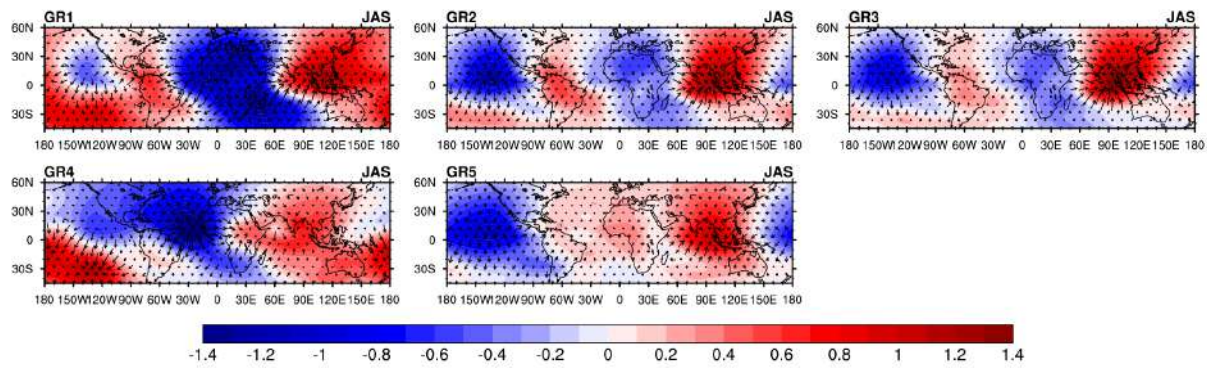 GR1 JAS GR2 JAS GR3 JAS
60N 60N 60N
30N 30N 30N
0 0 0
30S 30S 30S
180 150W120W 90W 60W 30W 0 30E 60E 90E 120E 150E 180 180 150W120W 90W 60W 30W 0 30E 60E 90E 120E 150E 180 180 150W120W 90W 60W 30W 0 30E 60E 90E 120E 150E 180
GR4 JAS GR5 JAS
60N 60N
30N 30N
0 0
30S 30S
180 150W120W 90W 60W 30W 0 30E 60E 90E 120E 150E 180 180 150W120W 90W 60W 30W 0 30E 60E 90E 120E 150E 180
-1.4 -1.2 -1 -0.8 -0.6 -0.4 -0.2 0 0.2 0.4 0.6 0.8 1 1.2 1.4